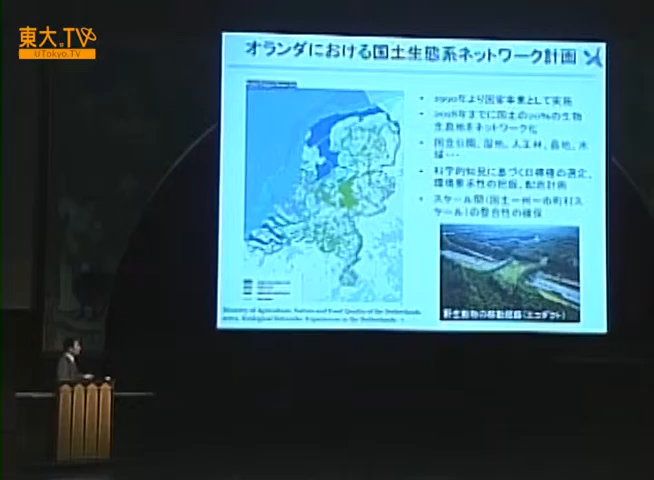 東大.TV
UTokyo.TV
オランダにおける国土生態系ネットワーク計画
• 1990年より国家事業として実施
• 2018年までに国土の20%の生物
生息地をネットワーク化
• 国立公園、湿地、人工林、農地、水
域・・・
• 科学的知見に基づく目標種の選定、
環境要求性の把握、配置計画
• スケール間(国土ー州ー市町村ス
ケール)の整合性の確保
野生動物の移動経路(エコダクト)
Ministry of Agriculture, Nature and Food Quality of the Netherlands
Ecological Networks: Experiences in the Netherlands